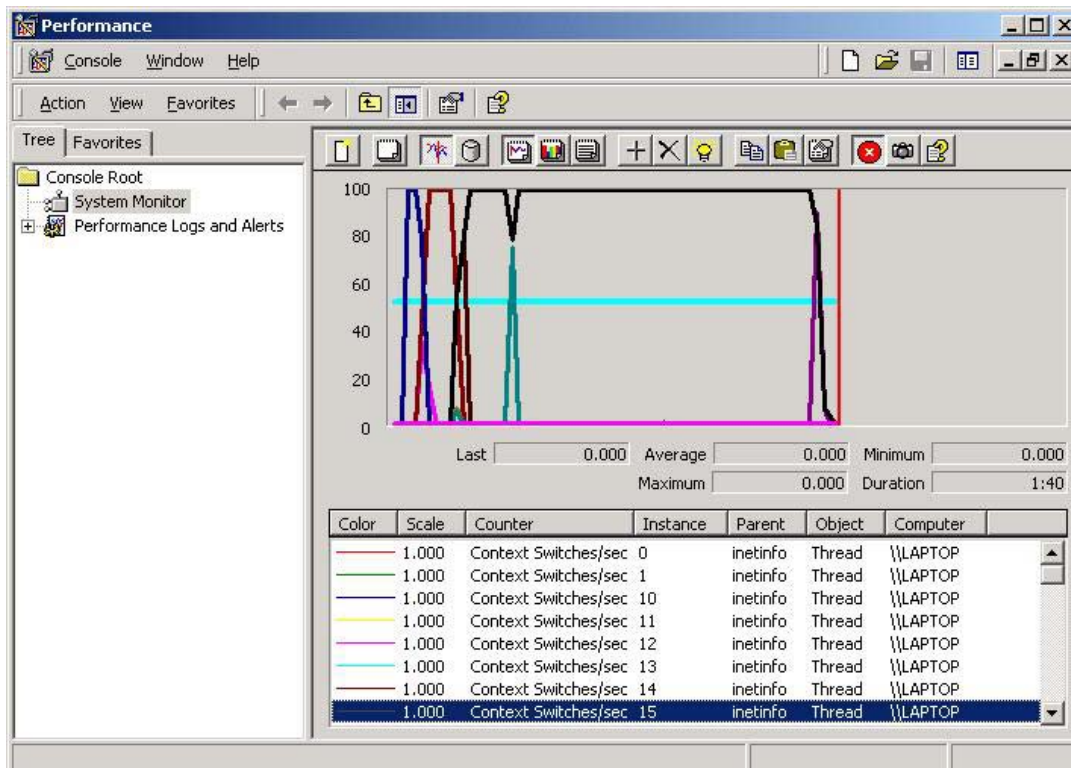 Performance
Console Window Help
Action View Favorites
Tree Favorites
Console Root
System Monitor
Performance Logs and Alerts
100
80
60
40
20
0
Last 0.000 Average 0.000 Minimum 0.000
Maximum 0.000 Duration 1:40
Color Scale Counter Instance Parent Object Computer
1.000 Context Switches/sec 0 inetinfo Thread \\LAPTOP
1.000 Context Switches/sec 1 inetinfo Thread \\LAPTOP
1.000 Context Switches/sec 10 inetinfo Thread \\LAPTOP
1.000 Context Switches/sec 11 inetinfo Thread \\LAPTOP
1.000 Context Switches/sec 12 inetinfo Thread \\LAPTOP
1.000 Context Switches/sec 13 inetinfo Thread \\LAPTOP
1.000 Context Switches/sec 14 inetinfo Thread \\LAPTOP
1.000 Context Switches/sec 15 inetinfo Thread \\LAPTOP